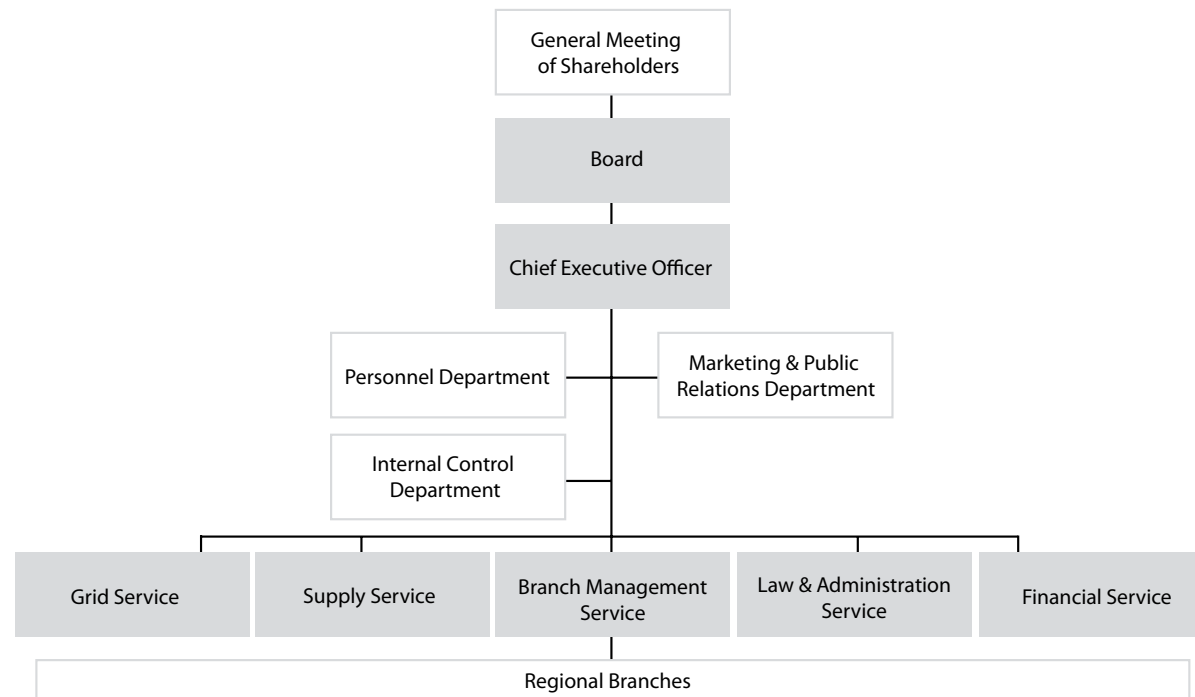 General Meeting
of Shareholders
Board
Chief Executive Officer
Personnel Department
Marketing & Public
Relations Department
Internal Control
Department
Grid Service
Supply Service
Branch Management
Service
Law & Administration
Service
Financial Service
Regional Branches